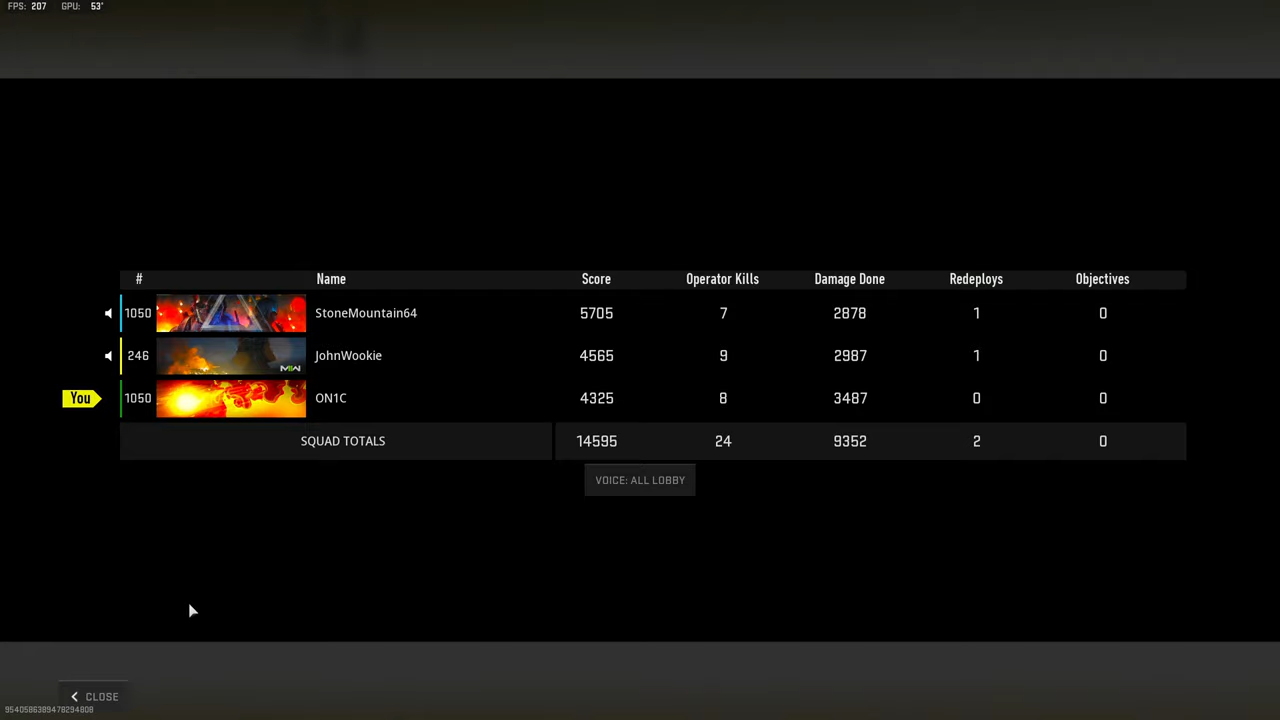 FPS: 207 GPU: 53°
# Name Score Operator Kills Damage Done Redeploys Objectives
1050 StoneMountain64 5705 7 2878 1 0
246 MWII JohnWookie 4565 9 2987 1 0
You 1050 ON1C 4325 8 3487 0 0
SQUAD TOTALS 14595 24 9352 2 0
VOICE: ALL LOBBY
CLOSE
9540586389478294808